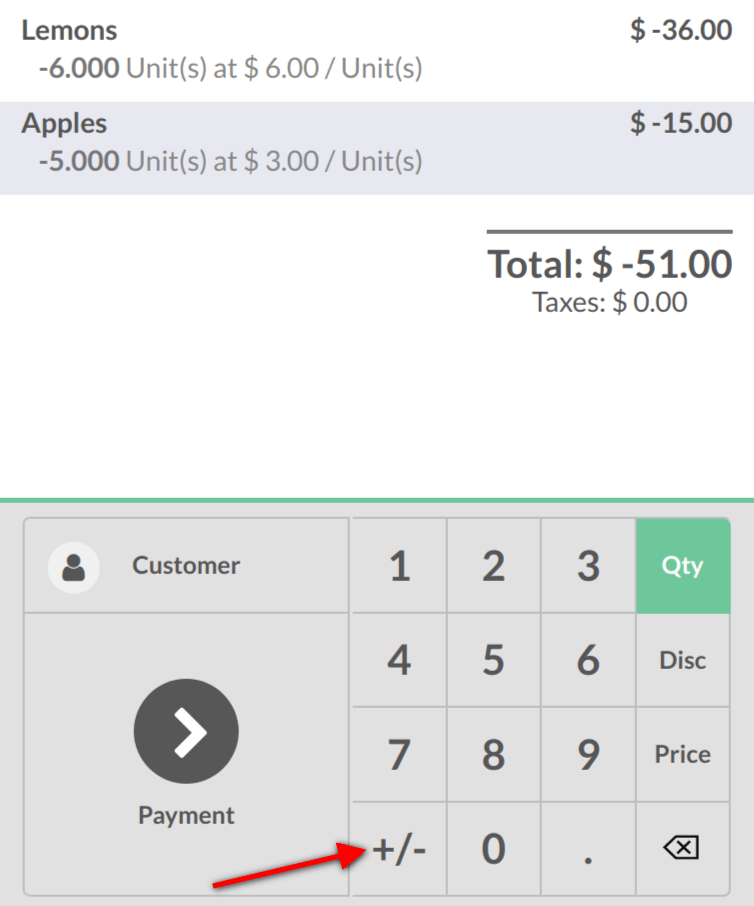 Lemons $ -36.00
-6.000 Unit(s) at $ 6.00 / Unit(s)
Apples $ -15.00
-5.000 Unit(s) at $ 3.00 / Unit(s)
Total: $ -51.00
Taxes: $ 0.00
Customer 1 2 3 Qty
4 5 6 Disc
7 8 9 Price
Payment
+/- 0 .